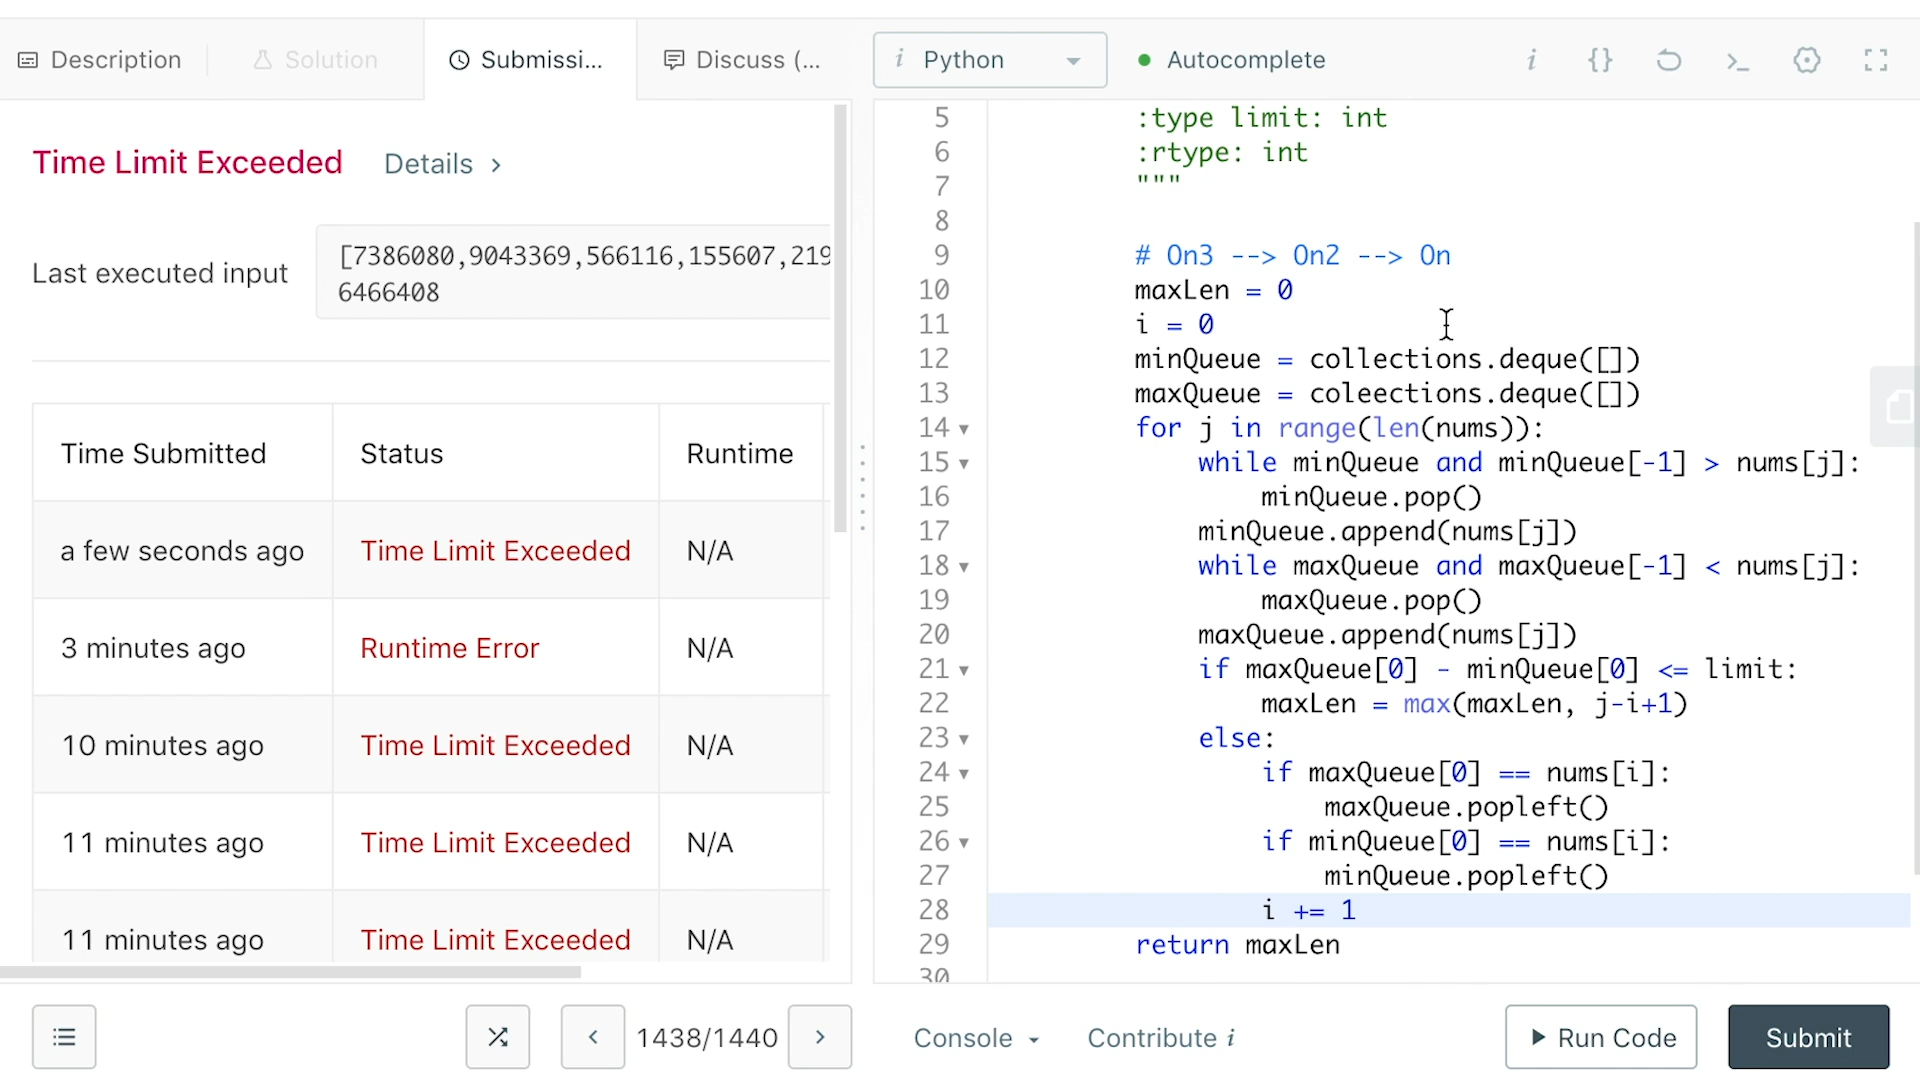 Description
Solution
Submissi...
Discuss (...
i Python
Autocomplete
i {}
Time Limit Exceeded Details >
Last executed input
[7386080,9043369,566116,155607,219
6466408
Time Submitted Status Runtime
a few seconds ago Time Limit Exceeded N/A
3 minutes ago Runtime Error N/A
10 minutes ago Time Limit Exceeded N/A
11 minutes ago Time Limit Exceeded N/A
11 minutes ago Time Limit Exceeded N/A
5 :type limit: int
6 :rtype: int
7 """
8
9 # On3 --> On2 --> On
10 maxLen = 0
11 i = 0
12 minQueue = collections.deque([])
13 maxQueue = coleections.deque([])
14 for j in range(len(nums)):
15 while minQueue and minQueue[-1] > nums[j]:
16 minQueue.pop()
17 minQueue.append(nums[j])
18 while maxQueue and maxQueue[-1] < nums[j]:
19 maxQueue.pop()
20 maxQueue.append(nums[j])
21 if maxQueue[0] - minQueue[0] <= limit:
22 maxLen = max(maxLen, j-i+1)
23 else:
24 if maxQueue[0] == nums[i]:
25 maxQueue.popleft()
26 if minQueue[0] == nums[i]:
27 minQueue.popleft()
28 i += 1
29 return maxLen
30
1438/1440
Console
Contribute i
Run Code
Submit